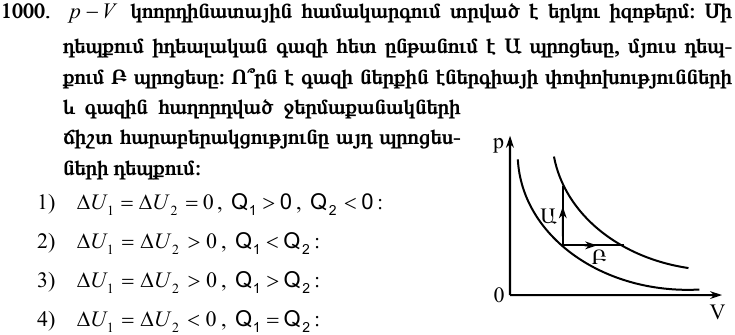 1000. p – V կոորդինատային համակարգում տրված է երկու իզոթերմ: Մի
դեպքում իդեալական գազի հետ ընթանում է Ա պրոցեսը, մյուս դեպ-
քում Բ պրոցեսը: Ո՞րն է գազի ներքին էներգիայի փոփոխությունների
և գազին հաղորդված ջերմաքանակների
ճիշտ հարաբերակցությունը այդ պրոցես-
ների դեպքում:
1) ΔU₁ = ΔU₂ = 0 , Q₁ > 0 , Q₂ < 0 :
2) ΔU₁ = ΔU₂ > 0 , Q₁ < Q₂ :
3) ΔU₁ = ΔU₂ > 0 , Q₁ > Q₂ :
4) ΔU₁ = ΔU₂ < 0 , Q₁ = Q₂ :
p
Ա
Բ
0
V